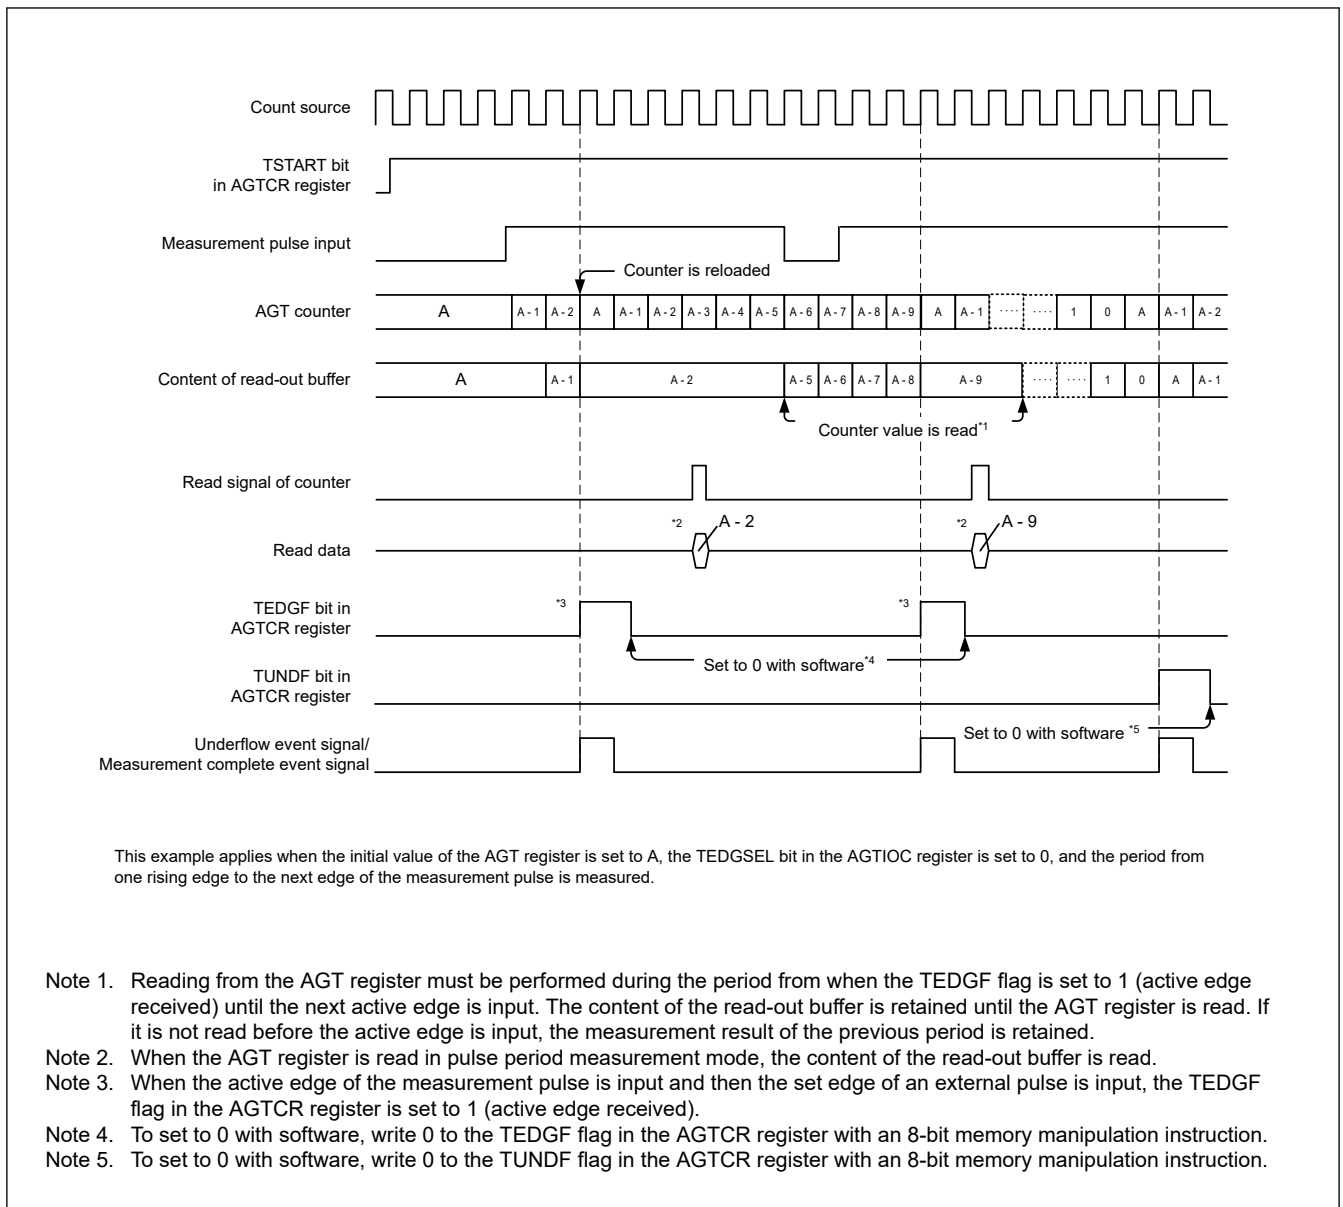 Count source
TSTART bit
in AGTCR register
Measurement pulse input
Counter is reloaded
AGT counter
A A - 1 A - 2 A A - 1 A - 2 A - 3 A - 4 A - 5 A - 6 A - 7 A - 8 A - 9 A A - 1 .... .... 1 0 A A - 1 A - 2
Content of read-out buffer
A A - 1 A - 2 A - 5 A - 6 A - 7 A - 8 A - 9 .... .... 1 0 A A - 1
Counter value is read*1
Read signal of counter
*2 A - 2 *2 A - 9
Read data
TEDGF bit in
AGTCR register
*3 *3
Set to 0 with software*4
TUNDF bit in
AGTCR register
Set to 0 with software *5
Underflow event signal/
Measurement complete event signal
This example applies when the initial value of the AGT register is set to A, the TEDGSEL bit in the AGTIOC register is set to 0, and the period from
one rising edge to the next edge of the measurement pulse is measured.
Note 1. Reading from the AGT register must be performed during the period from when the TEDGF flag is set to 1 (active edge
received) until the next active edge is input. The content of the read-out buffer is retained until the AGT register is read. If
it is not read before the active edge is input, the measurement result of the previous period is retained.
Note 2. When the AGT register is read in pulse period measurement mode, the content of the read-out buffer is read.
Note 3. When the active edge of the measurement pulse is input and then the set edge of an external pulse is input, the TEDGF
flag in the AGTCR register is set to 1 (active edge received).
Note 4. To set to 0 with software, write 0 to the TEDGF flag in the AGTCR register with an 8-bit memory manipulation instruction.
Note 5. To set to 0 with software, write 0 to the TUNDF flag in the AGTCR register with an 8-bit memory manipulation instruction.